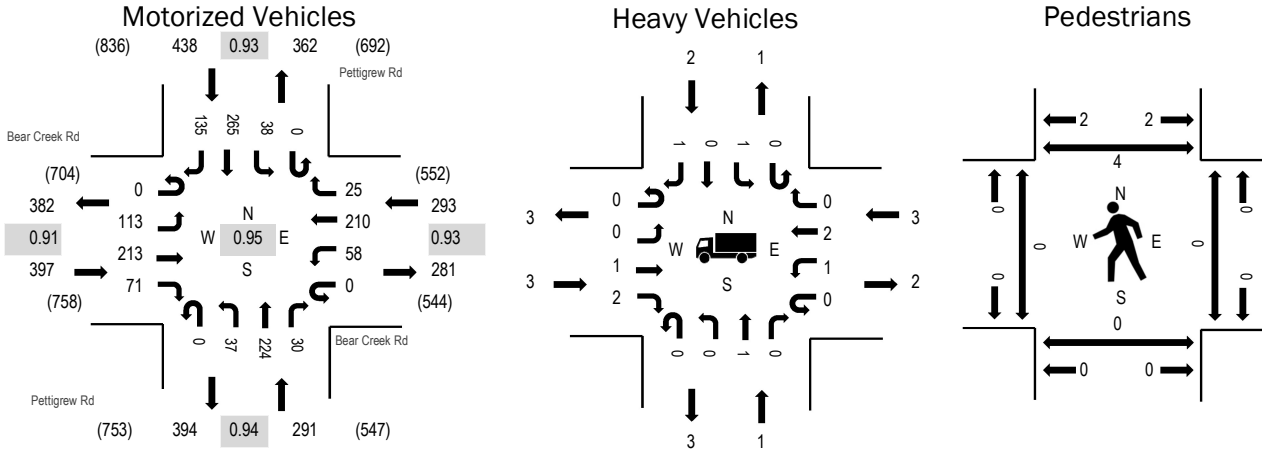 Motorized Vehicles
(836) 438 0.93 362 (692)
Pettigrew Rd
Bear Creek Rd
135 265 38 0
(704)
382
0.91
397
(758)
0
113
213
71
N
W 0.95 E
S
25
210
58
0
(552)
293
0.93
281
(544)
0 37 224 30
Bear Creek Rd
Pettigrew Rd
(753) 394 0.94 291 (547)
Heavy Vehicles
2 1
1 0 1 0
3
3
0
0
1
2
N
W E
S
0
2
1
0
3
2
0 0 1 0
3 1
Pedestrians
2 2
4
0
0
0
N
W E
S
0
0
0
0
0 0